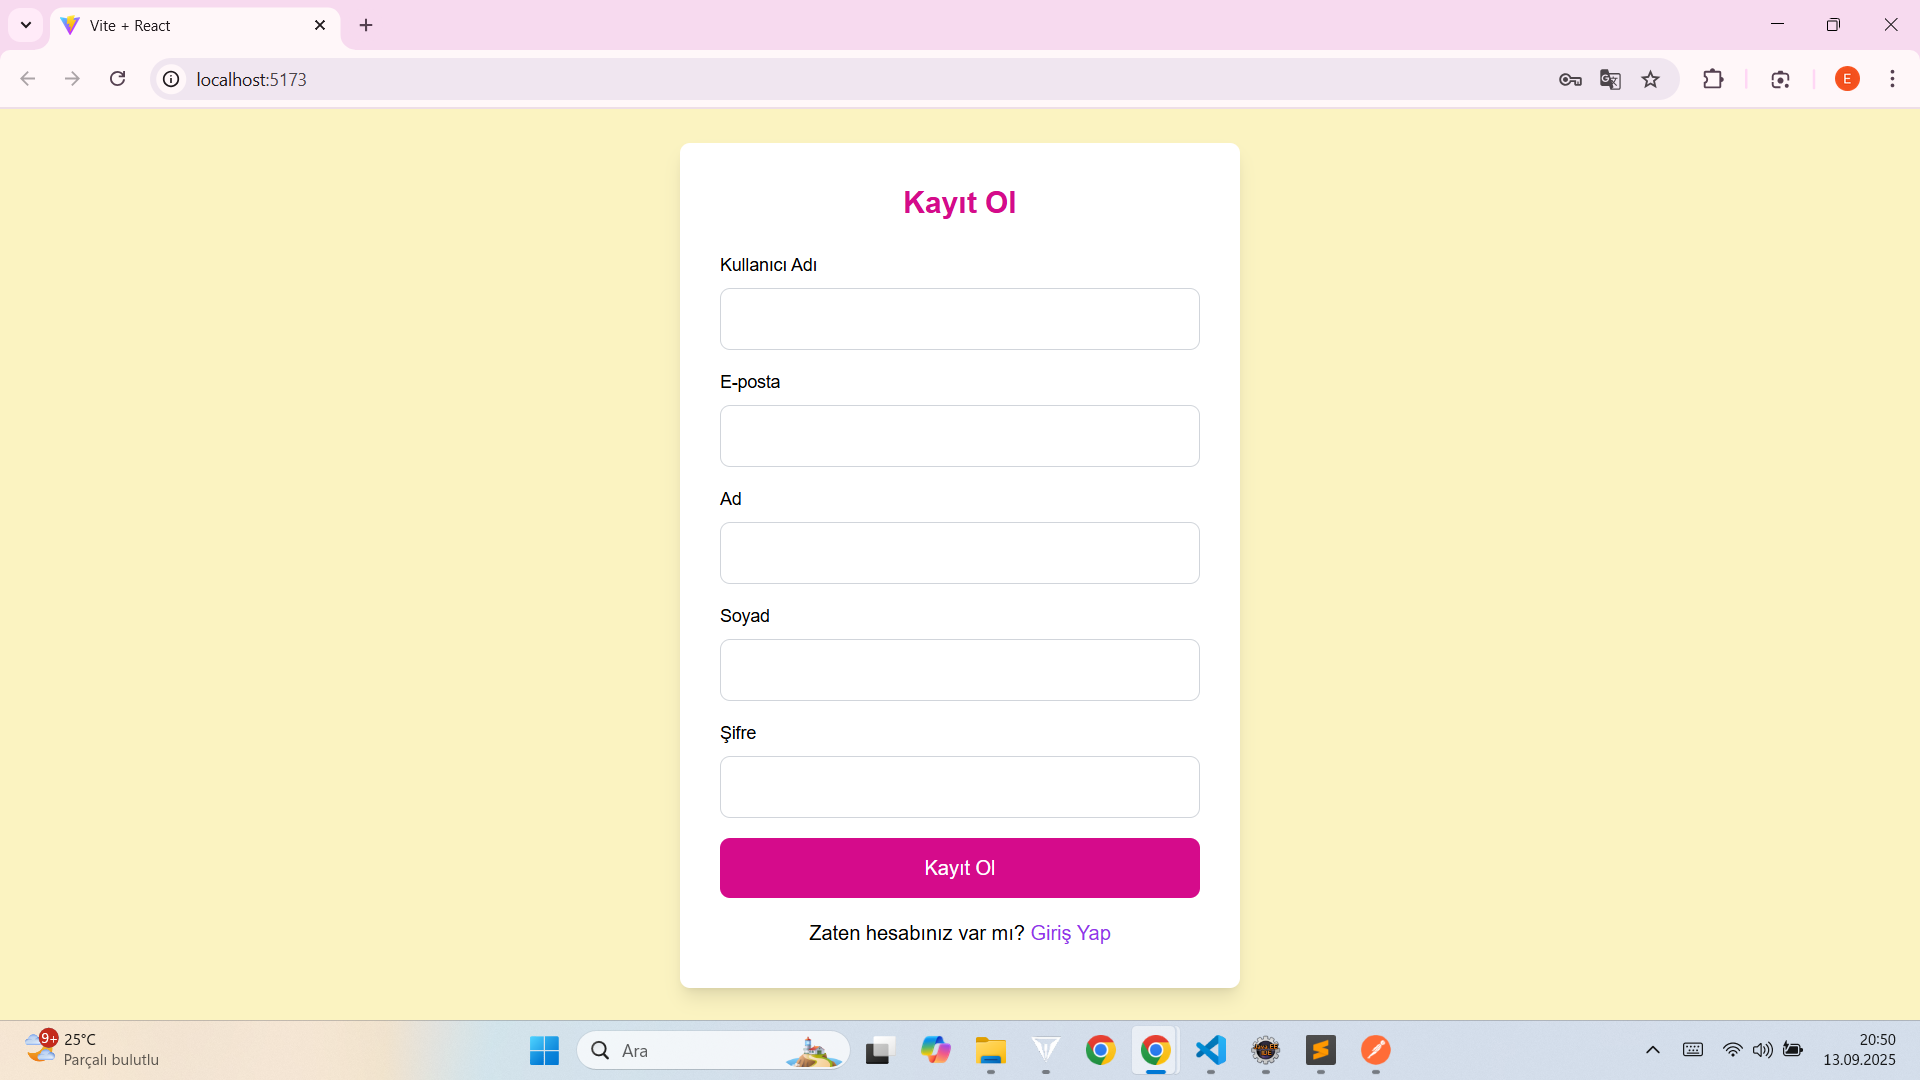 Vite + React
localhost:5173
E
Kayıt Ol
Kullanıcı Adı
E-posta
Ad
Soyad
Şifre
Kayıt Ol
Zaten hesabınız var mı? Giriş Yap
9+
25°C
Parçalı bulutlu
Ara
20:50
13.09.2025